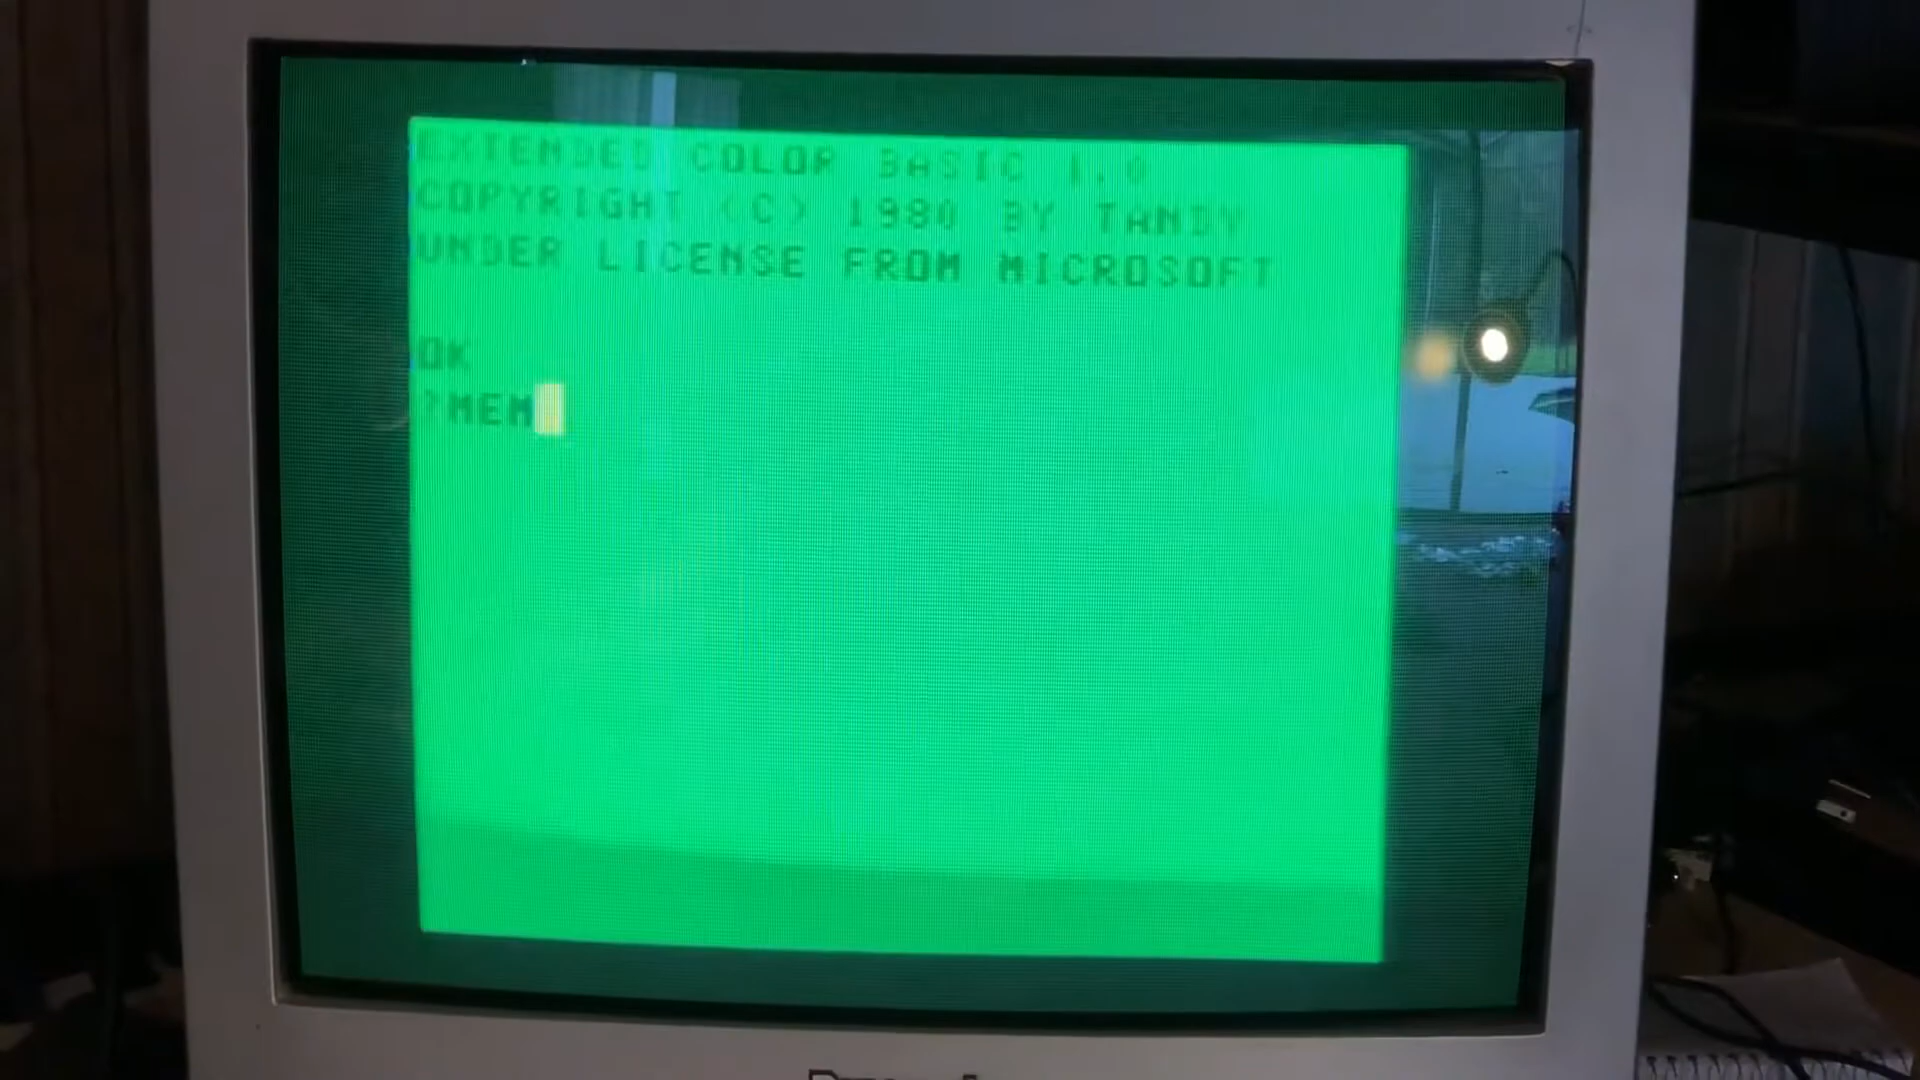 EXTENDED COLOR BASIC 1.0
COPYRIGHT (C) 1980 BY TANDY
UNDER LICENSE FROM MICROSOFT
OK
?MEM